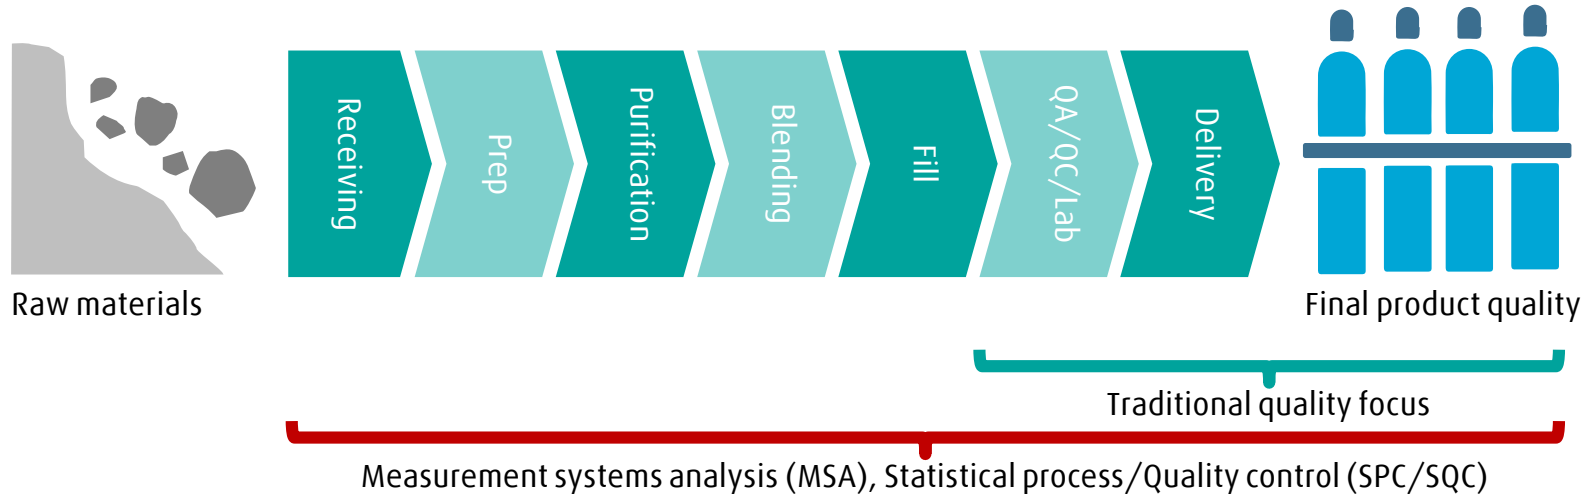 Receiving
Prep
Purification
Blending
Fill
QA/QC/Lab
Delivery
Raw materials
Final product quality
Traditional quality focus
Measurement systems analysis (MSA), Statistical process/Quality control (SPC/SQC)